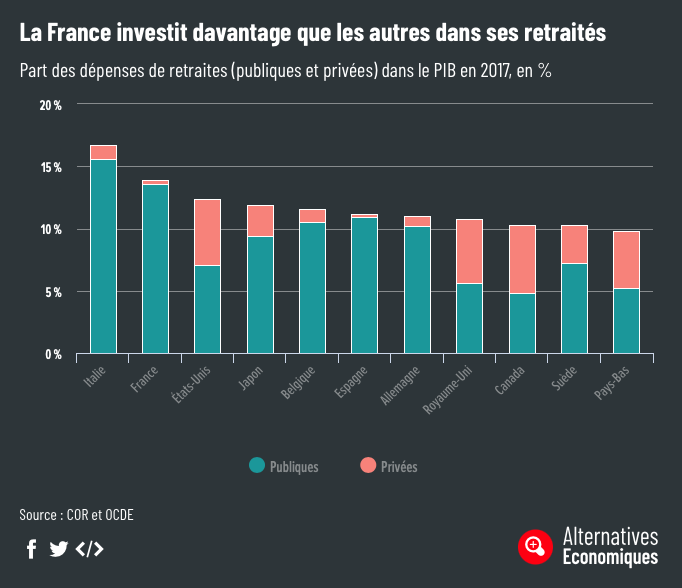 La France investit davantage que les autres dans ses retraités
Part des dépenses de retraites (publiques et privées) dans le PIB en 2017, en %
20 %
15 %
10 %
5 %
0 %
Italie
France
États-Unis
Japon
Belgique
Espagne
Allemagne
Royaume-Uni
Canada
Suède
Pays-Bas
Publiques
Privées
Source : COR et OCDE
Alternatives
Economiques